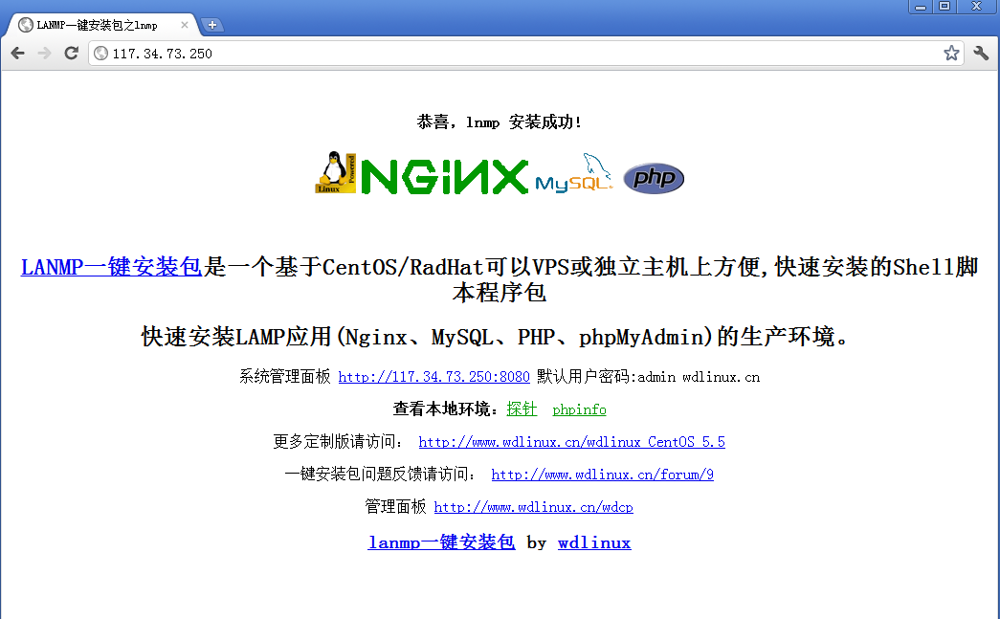 LANMP一键安装包之lnmp
117.34.73.250
恭喜，lnmp 安装成功!
Linux Powered NGINX MySQL php
LANMP一键安装包是一个基于CentOS/RadHat可以VPS或独立主机上方便,快速安装的Shell脚
本程序包
快速安装LAMP应用(Nginx、MySQL、PHP、phpMyAdmin)的生产环境。
系统管理面板 http://117.34.73.250:8080 默认用户密码:admin wdlinux.cn
查看本地环境：探针 phpinfo
更多定制版请访问： http://www.wdlinux.cn/wdlinux_CentOS_5.5
一键安装包问题反馈请访问： http://www.wdlinux.cn/forum/9
管理面板 http://www.wdlinux.cn/wdcp
lanmp一键安装包 by wdlinux